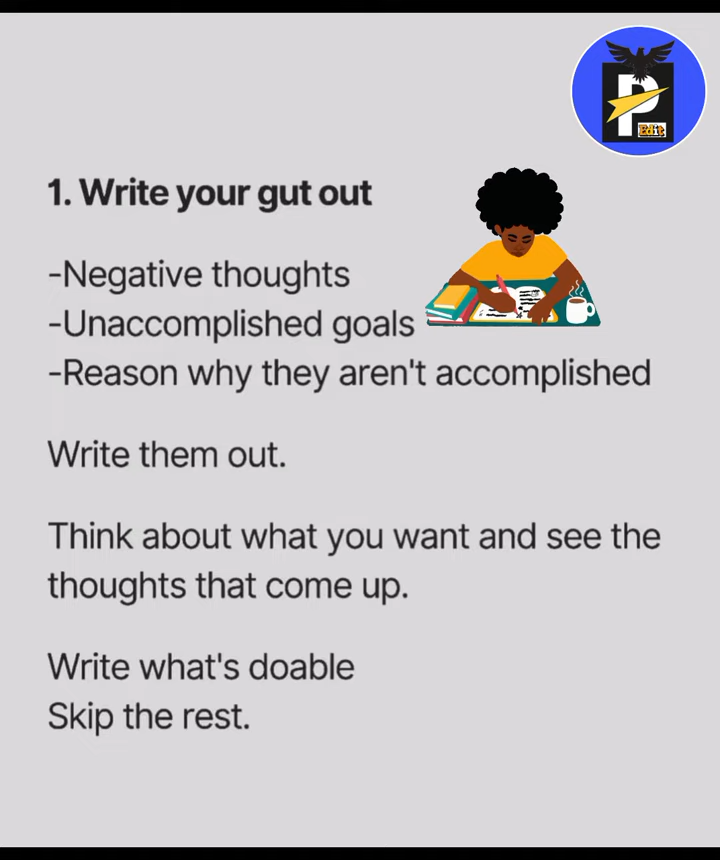 P
Edit
1. Write your gut out
-Negative thoughts
-Unaccomplished goals
-Reason why they aren't accomplished
Write them out.
Think about what you want and see the
thoughts that come up.
Write what's doable
Skip the rest.